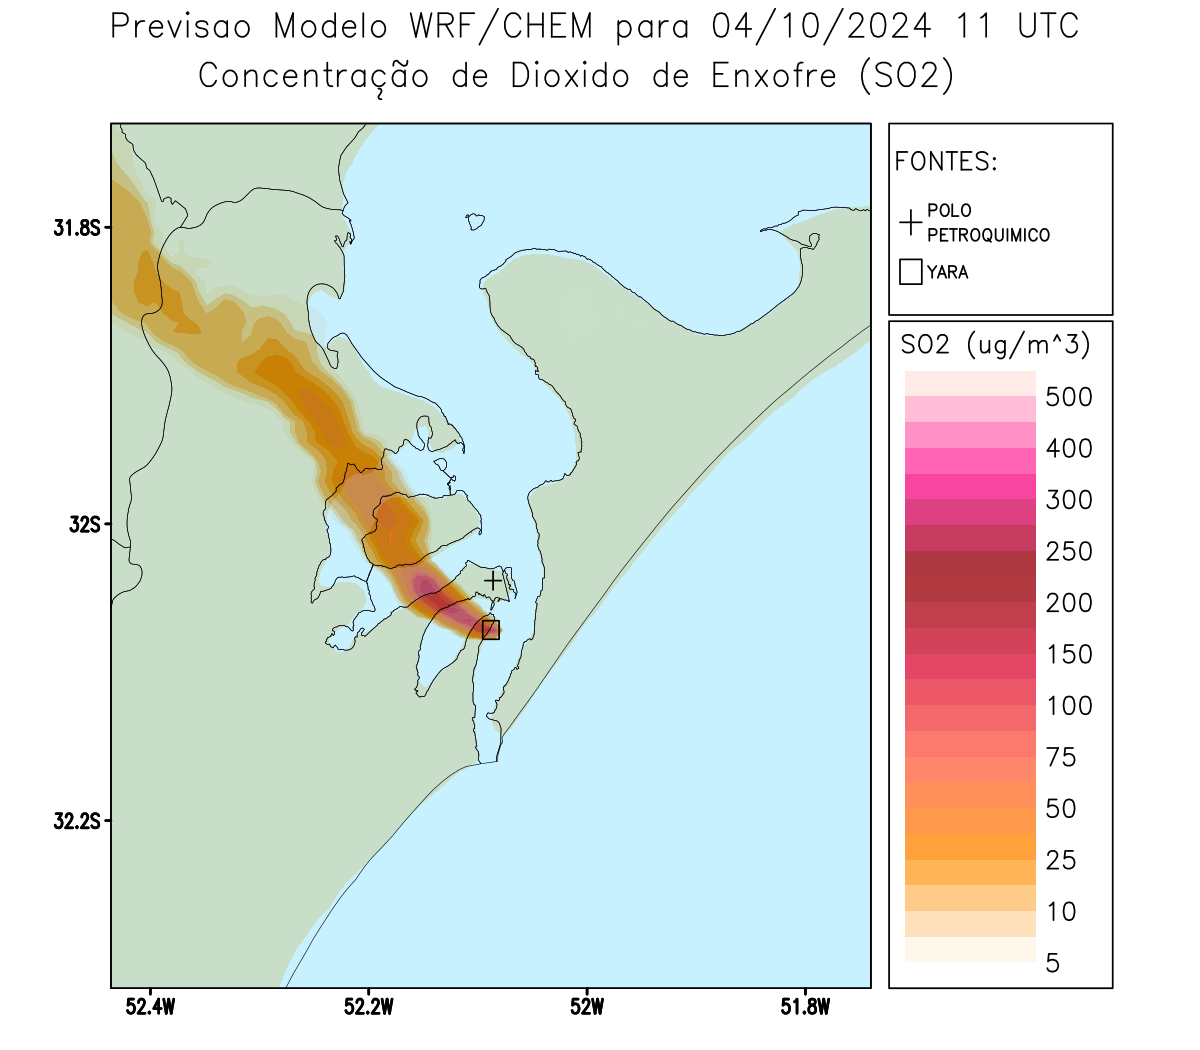 Previsao Modelo WRF/CHEM para 04/10/2024 11 UTC
Concentração de Dioxido de Enxofre (SO2)
FONTES:
POLO
PETROQUIMICO
YARA
SO2 (ug/m^3)
500
400
300
250
200
150
100
75
50
25
10
5
31.8S
32S
32.2S
52.4W
52.2W
52W
51.8W